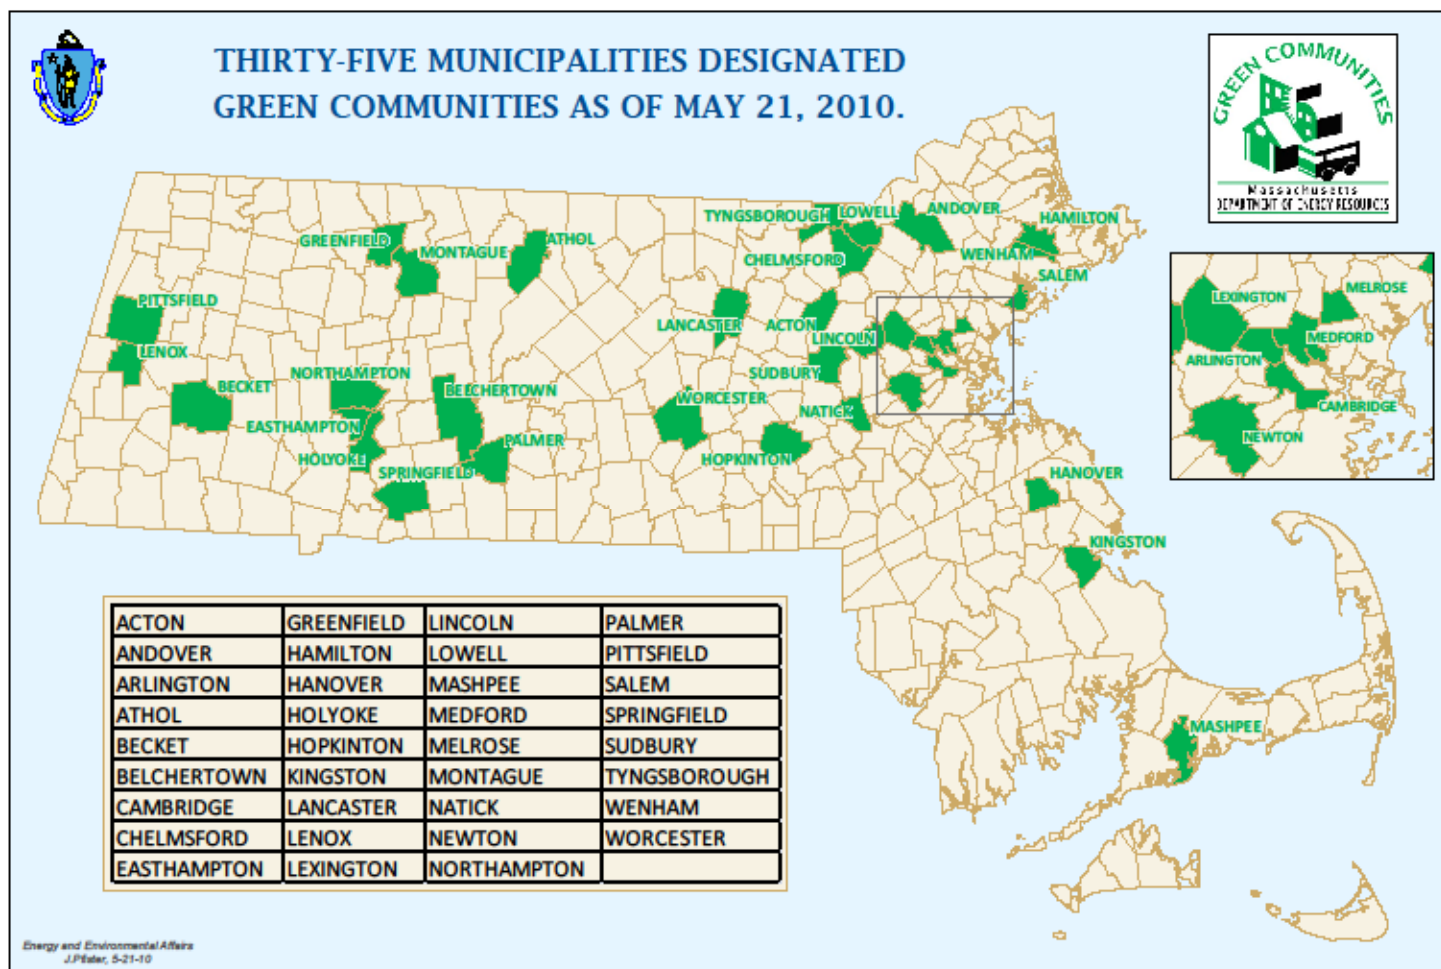 THIRTY-FIVE MUNICIPALITIES DESIGNATED
GREEN COMMUNITIES AS OF MAY 21, 2010.
GREEN COMMUNITIES
Massachusetts
DEPARTMENT OF ENERGY RESOURCES
TYNGSBOROUGH
LOWELL
ANDOVER
HAMILTON
GREENFIELD
MONTAGUE
ATHOL
CHELMSFORD
WENHAM
SALEM
PITTSFIELD
LANCASTER
ACTON
LINCOLN
LENOX
NORTHAMPTON
SUDBURY
BECKET
BELCHERTOWN
WORCESTER
NATICK
EASTHAMPTON
PALMER
HOLYOKE
HOPKINTON
SPRINGFIELD
HANOVER
KINGSTON
MASHPEE
LEXINGTON
MELROSE
MEDFORD
ARLINGTON
CAMBRIDGE
NEWTON
ACTON GREENFIELD LINCOLN PALMER
ANDOVER HAMILTON LOWELL PITTSFIELD
ARLINGTON HANOVER MASHPEE SALEM
ATHOL HOLYOKE MEDFORD SPRINGFIELD
BECKET HOPKINTON MELROSE SUDBURY
BELCHERTOWN KINGSTON MONTAGUE TYNGSBOROUGH
CAMBRIDGE LANCASTER NATICK WENHAM
CHELMSFORD LENOX NEWTON WORCESTER
EASTHAMPTON LEXINGTON NORTHAMPTON
Energy and Environmental Affairs
J.Pfister, 5-21-10